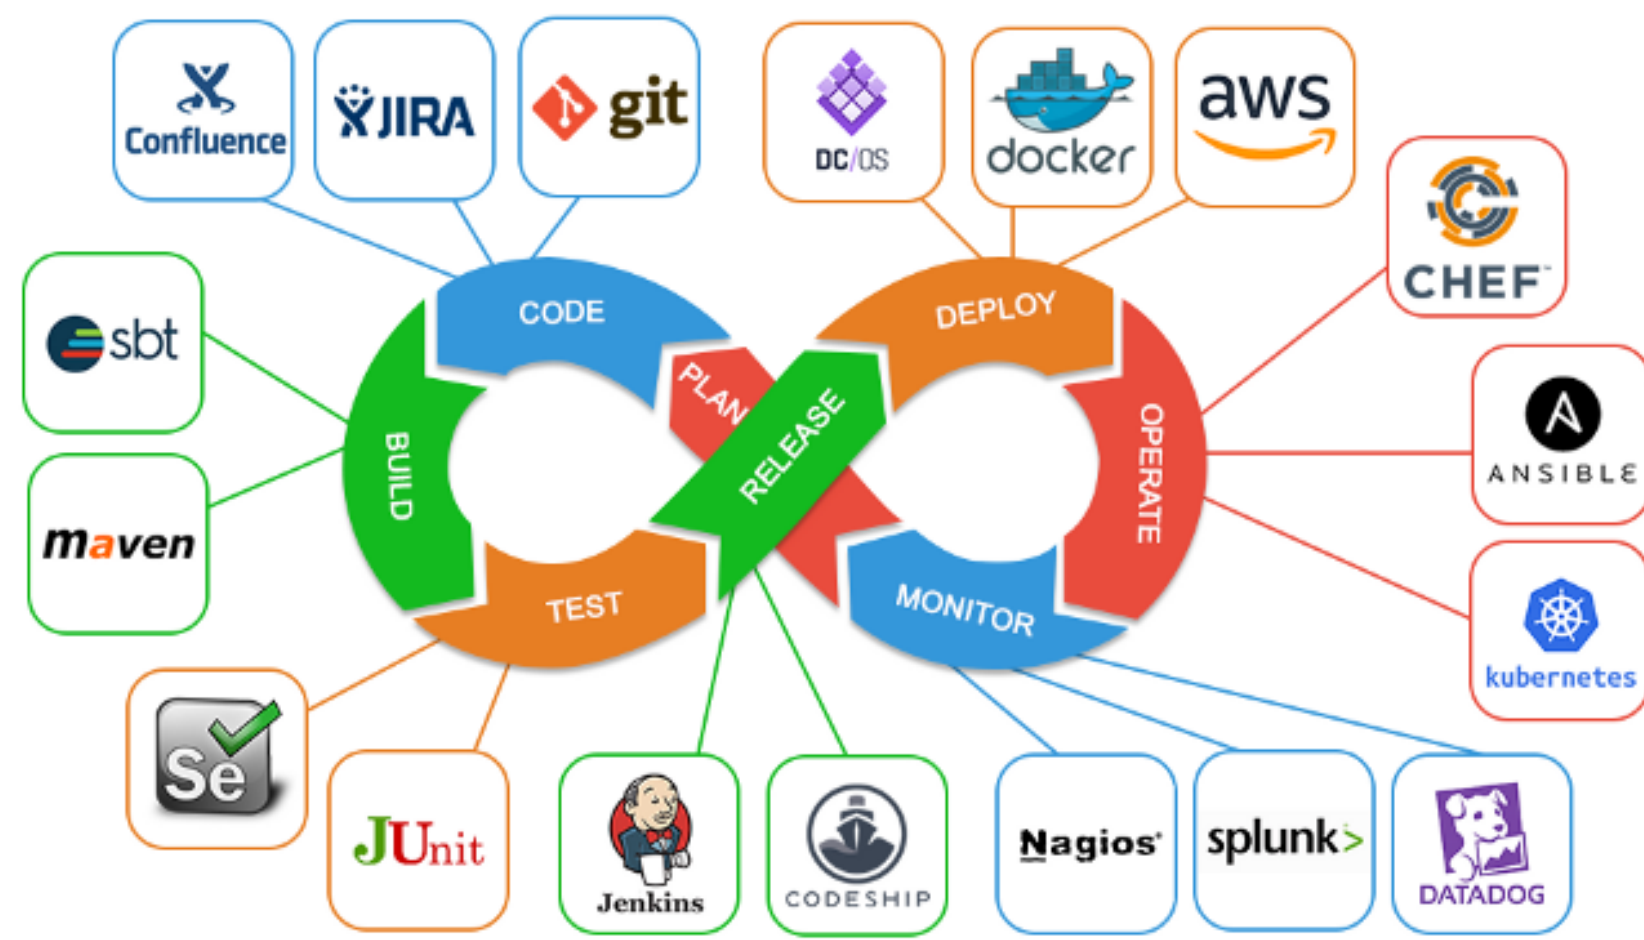 Confluence
JIRA
git
DC/OS
docker
aws
CHEF™
sbt
CODE
DEPLOY
PLAN
RELEASE
BUILD
OPERATE
ANSIBLE
maven
TEST
MONITOR
kubernetes
Se
JUnit
Jenkins
CODESHIP
Nagios®
splunk>
DATADOG